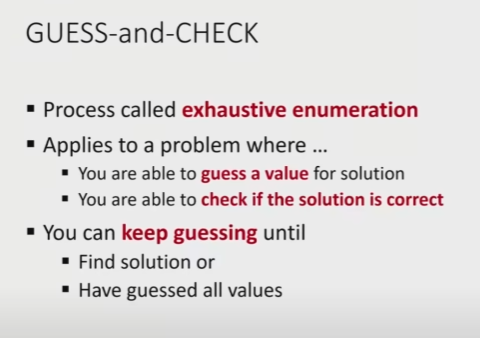 GUESS-and-CHECK
▪ Process called exhaustive enumeration
▪ Applies to a problem where …
▪ You are able to guess a value for solution
▪ You are able to check if the solution is correct
▪ You can keep guessing until
▪ Find solution or
▪ Have guessed all values